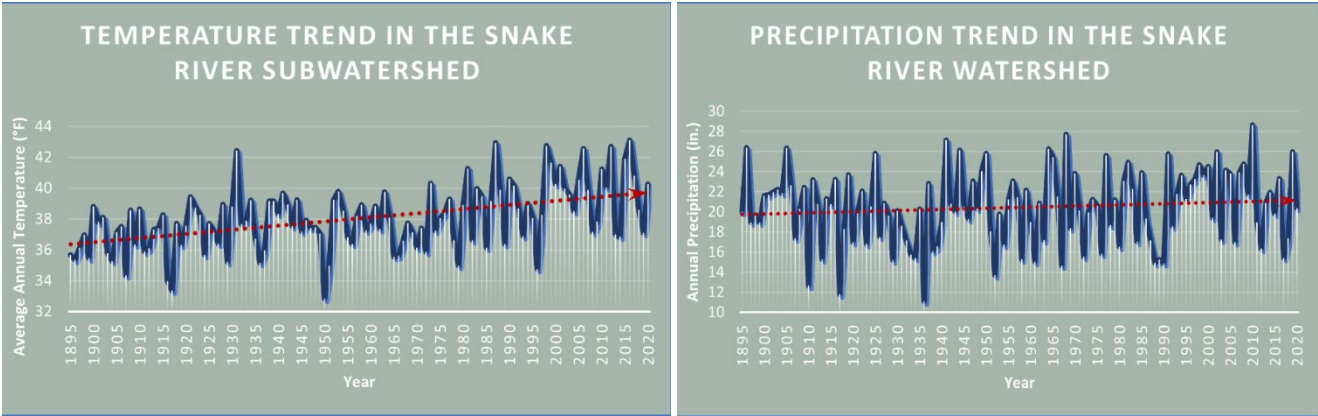 TEMPERATURE TREND IN THE SNAKE
RIVER SUBWATERSHED
Average Annual Temperature (°F)
44
42
40
38
36
34
32
1895 1900 1905 1910 1915 1920 1925 1930 1935 1940 1945 1950 1955 1960 1965 1970 1975 1980 1985 1990 1995 2000 2005 2010 2015 2020
Year
PRECIPITATION TREND IN THE SNAKE
RIVER WATERSHED
Annual Precipitation (in.)
30
28
26
24
22
20
18
16
14
12
10
1895 1900 1905 1910 1915 1920 1925 1930 1935 1940 1945 1950 1955 1960 1965 1970 1975 1980 1985 1990 1995 2000 2005 2010 2015 2020
Year